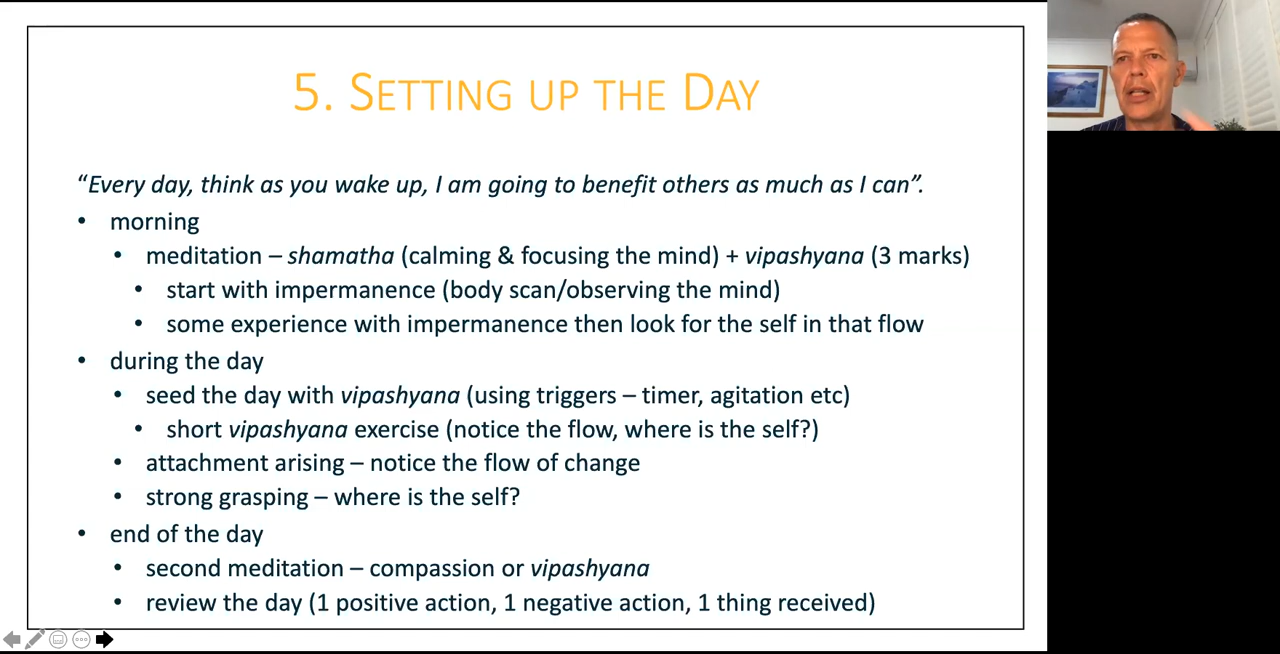 5. SETTING UP THE DAY
“Every day, think as you wake up, I am going to benefit others as much as I can”.
• morning
• meditation – shamatha (calming & focusing the mind) + vipashyana (3 marks)
• start with impermanence (body scan/observing the mind)
• some experience with impermanence then look for the self in that flow
• during the day
• seed the day with vipashyana (using triggers – timer, agitation etc)
• short vipashyana exercise (notice the flow, where is the self?)
• attachment arising – notice the flow of change
• strong grasping – where is the self?
• end of the day
• second meditation – compassion or vipashyana
• review the day (1 positive action, 1 negative action, 1 thing received)